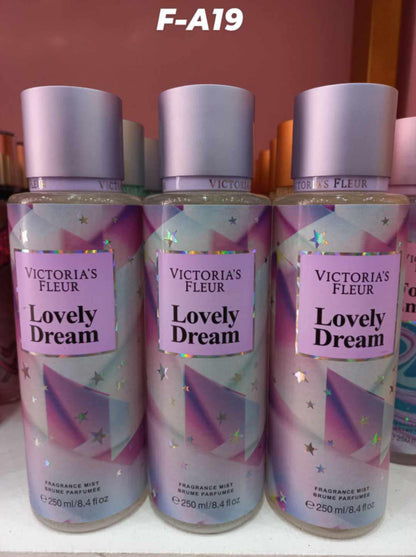 F-A19
VICTORIA'S FLEUR
VICTORIA'S
FLEUR
Lovely
Dream
FRAGRANCE MIST
BRUME PARFUMÉE
℮250 ml/8.4 fl oz
VICTORIA'S FLEUR
VICTORIA'S
FLEUR
Lovely
Dream
FRAGRANCE MIST
BRUME PARFUMÉE
℮250 ml/8.4 fl oz
VICTORIA'S
FLEUR
Lovely
Dream
FRAGRANCE MIST
BRUME PARFUMÉE
℮250 ml/8.4 fl oz